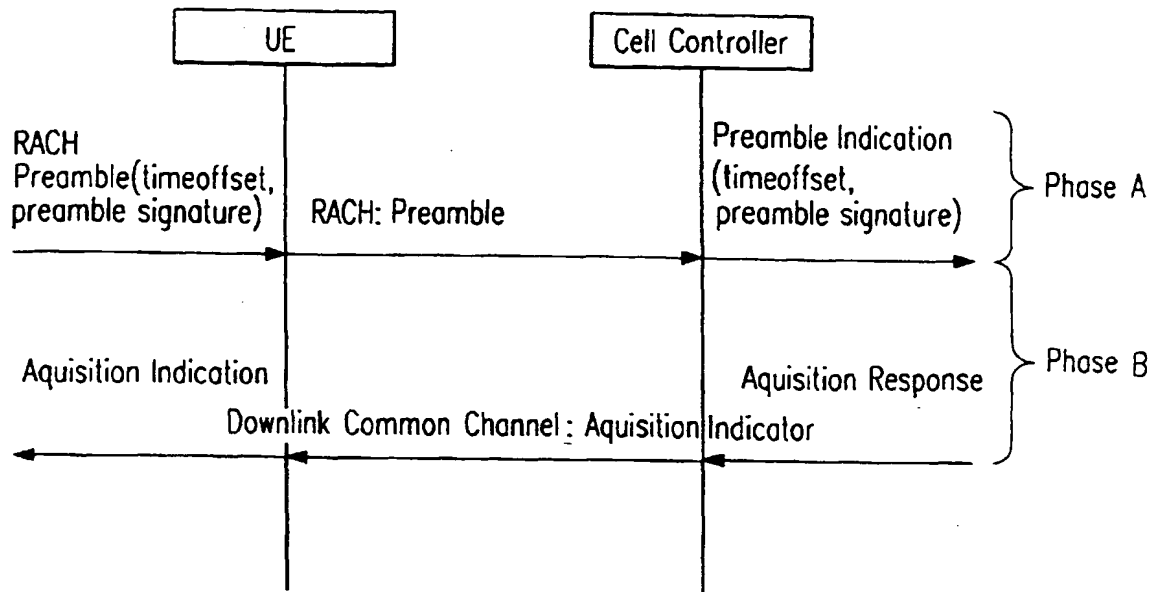 UE
Cell Controller
RACH
Preamble(timeoffset,
preamble signature)
RACH: Preamble
Preamble Indication
(timeoffset,
preamble signature)
Phase A
Aquisition Indication
Aquisition Response
Phase B
Downlink Common Channel: Aquisition Indicator